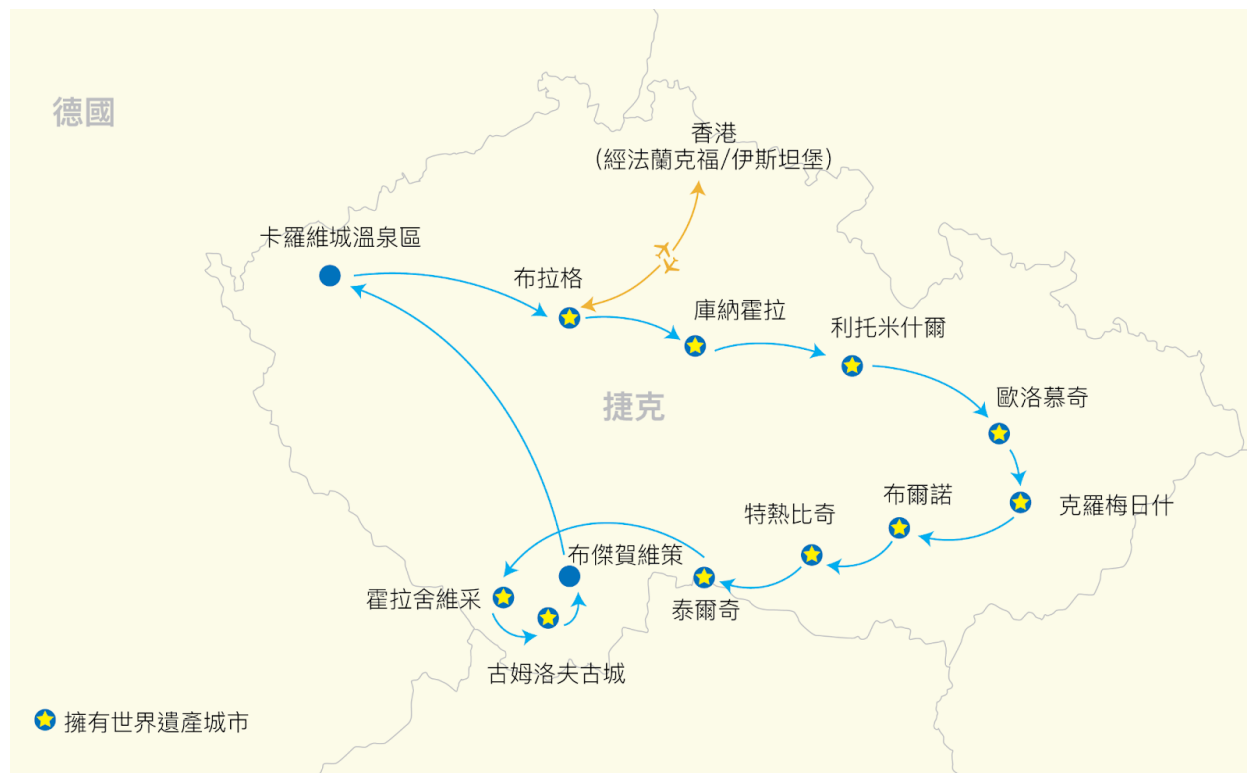 德國
香港
（經法蘭克福/伊斯坦堡）
卡羅維城溫泉區
布拉格
庫納霍拉
利托米什爾
捷克
歐洛慕奇
布爾諾
克羅梅日什
特熱比奇
布傑賀維策
霍拉舍維采
泰爾奇
古姆洛夫古城
擁有世界遺產城市